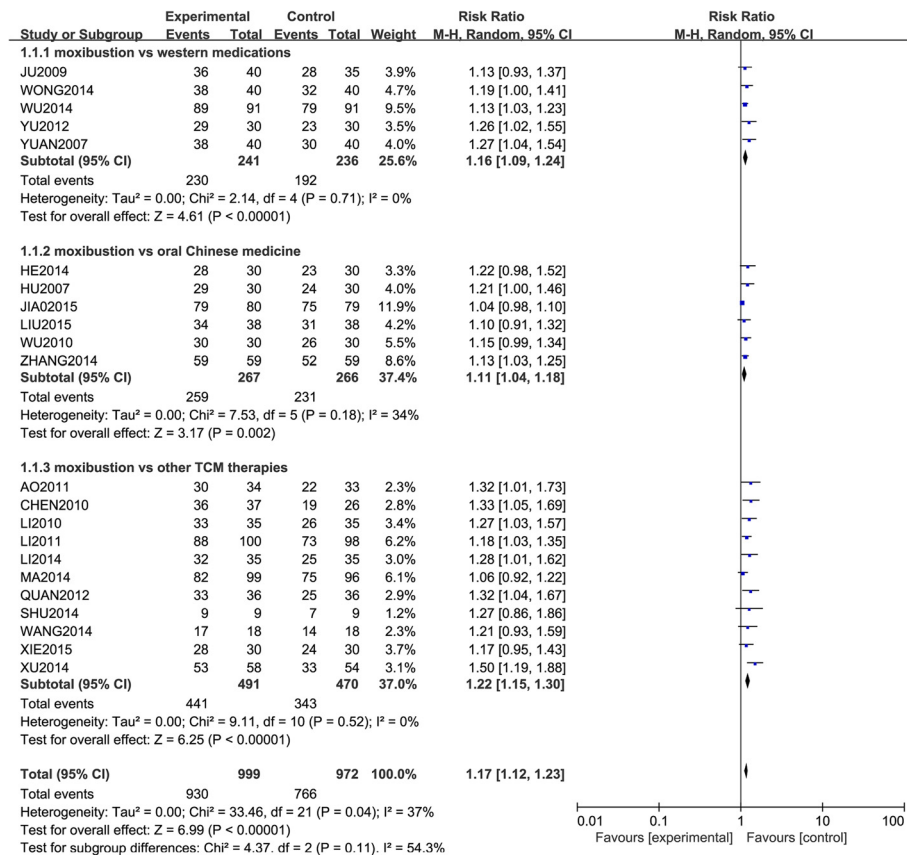 Experimental Control Risk Ratio Risk Ratio
Study or Subgroup Events Total Events Total Weight M-H, Random, 95% CI M-H, Random, 95% CI
1.1.1 moxibustion vs western medications
JU2009 36 40 28 35 3.9% 1.13 [0.93, 1.37]
WONG2014 38 40 32 40 4.7% 1.19 [1.00, 1.41]
WU2014 89 91 79 91 9.5% 1.13 [1.03, 1.23]
YU2012 29 30 23 30 3.5% 1.26 [1.02, 1.55]
YUAN2007 38 40 30 40 4.0% 1.27 [1.04, 1.54]
Subtotal (95% CI) 241 236 25.6% 1.16 [1.09, 1.24]
Total events 230 192
Heterogeneity: Tau² = 0.00; Chi² = 2.14, df = 4 (P = 0.71); I² = 0%
Test for overall effect: Z = 4.61 (P < 0.00001)
1.1.2 moxibustion vs oral Chinese medicine
HE2014 28 30 23 30 3.3% 1.22 [0.98, 1.52]
HU2007 29 30 24 30 4.0% 1.21 [1.00, 1.46]
JIA02015 79 80 75 79 11.9% 1.04 [0.98, 1.10]
LIU2015 34 38 31 38 4.2% 1.10 [0.91, 1.32]
WU2010 30 30 26 30 5.5% 1.15 [0.99, 1.34]
ZHANG2014 59 59 52 59 8.6% 1.13 [1.03, 1.25]
Subtotal (95% CI) 267 266 37.4% 1.11 [1.04, 1.18]
Total events 259 231
Heterogeneity: Tau² = 0.00; Chi² = 7.53, df = 5 (P = 0.18); I² = 34%
Test for overall effect: Z = 3.17 (P = 0.002)
1.1.3 moxibustion vs other TCM therapies
AO2011 30 34 22 33 2.3% 1.32 [1.01, 1.73]
CHEN2010 36 37 19 26 2.8% 1.33 [1.05, 1.69]
LI2010 33 35 26 35 3.4% 1.27 [1.03, 1.57]
LI2011 88 100 73 98 6.2% 1.18 [1.03, 1.35]
LI2014 32 35 25 35 3.0% 1.28 [1.01, 1.62]
MA2014 82 99 75 96 6.1% 1.06 [0.92, 1.22]
QUAN2012 33 36 25 36 2.9% 1.32 [1.04, 1.67]
SHU2014 9 9 7 9 1.2% 1.27 [0.86, 1.86]
WANG2014 17 18 14 18 2.3% 1.21 [0.93, 1.59]
XIE2015 28 30 24 30 3.7% 1.17 [0.95, 1.43]
XU2014 53 58 33 54 3.1% 1.50 [1.19, 1.88]
Subtotal (95% CI) 491 470 37.0% 1.22 [1.15, 1.30]
Total events 441 343
Heterogeneity: Tau² = 0.00; Chi² = 9.11, df = 10 (P = 0.52); I² = 0%
Test for overall effect: Z = 6.25 (P < 0.00001)
Total (95% CI) 999 972 100.0% 1.17 [1.12, 1.23]
Total events 930 766
Heterogeneity: Tau² = 0.00; Chi² = 33.46, df = 21 (P = 0.04); I² = 37%
Test for overall effect: Z = 6.99 (P < 0.00001)
Test for subgroup differences: Chi² = 4.37. df = 2 (P = 0.11). I² = 54.3%
0.01 0.1 1 10 100
Favours [experimental] Favours [control]